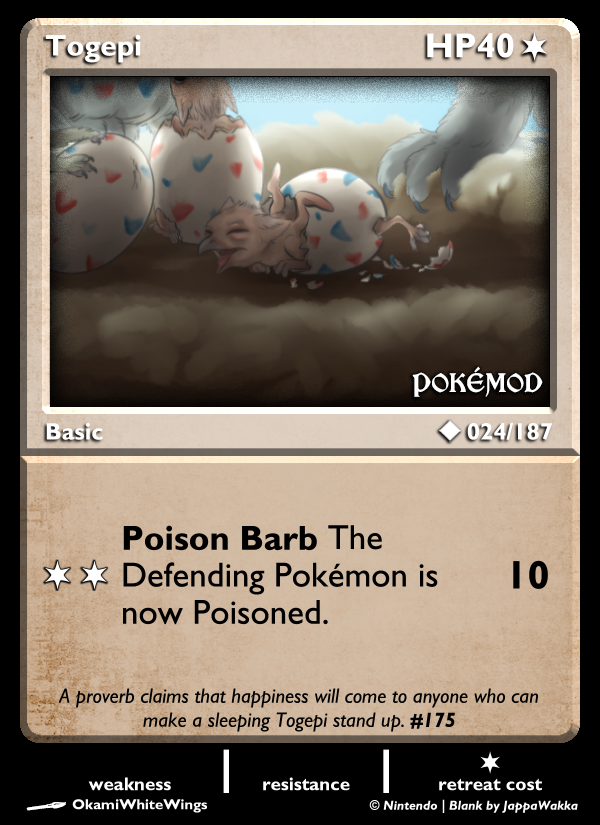 Togepi HP40
POKÉMOD
Basic 024/187
Poison Barb The
Defending Pokémon is 10
now Poisoned.
A proverb claims that happiness will come to anyone who can
make a sleeping Togepi stand up. #175
weakness resistance retreat cost
OkamiWhiteWings © Nintendo | Blank by JappaWakka